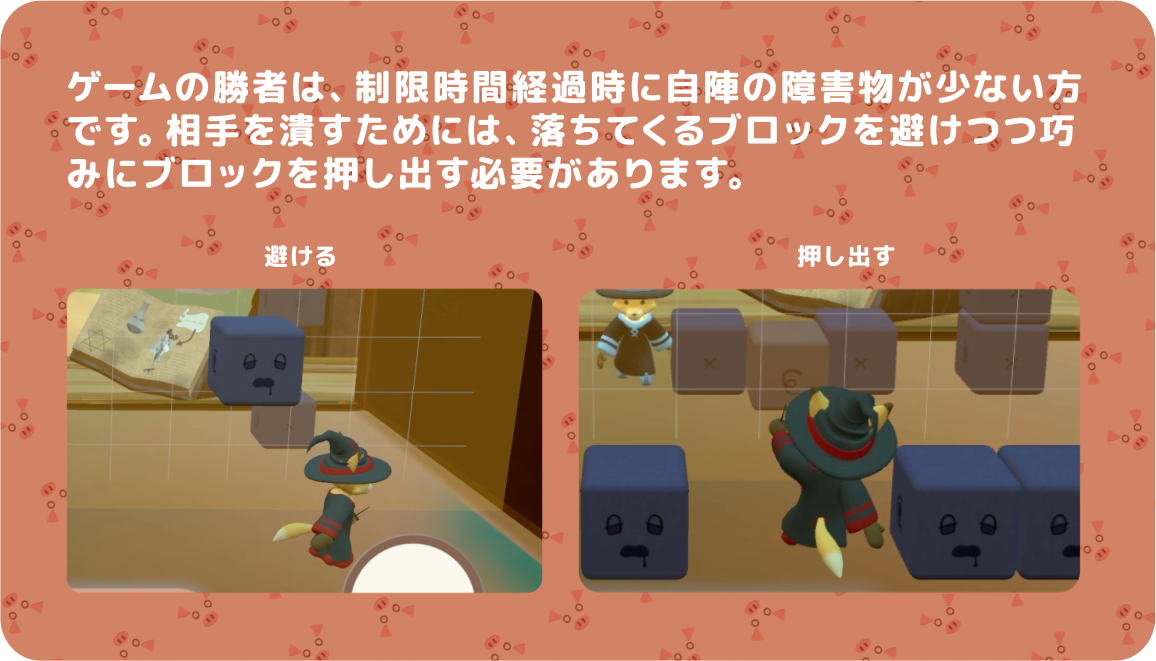 ゲームの勝者は、制限時間経過時に自陣の障害物が少ない方
です。相手を潰すためには、落ちてくるブロックを避けつつ巧
みにブロックを押し出す必要があります。
避ける
押し出す